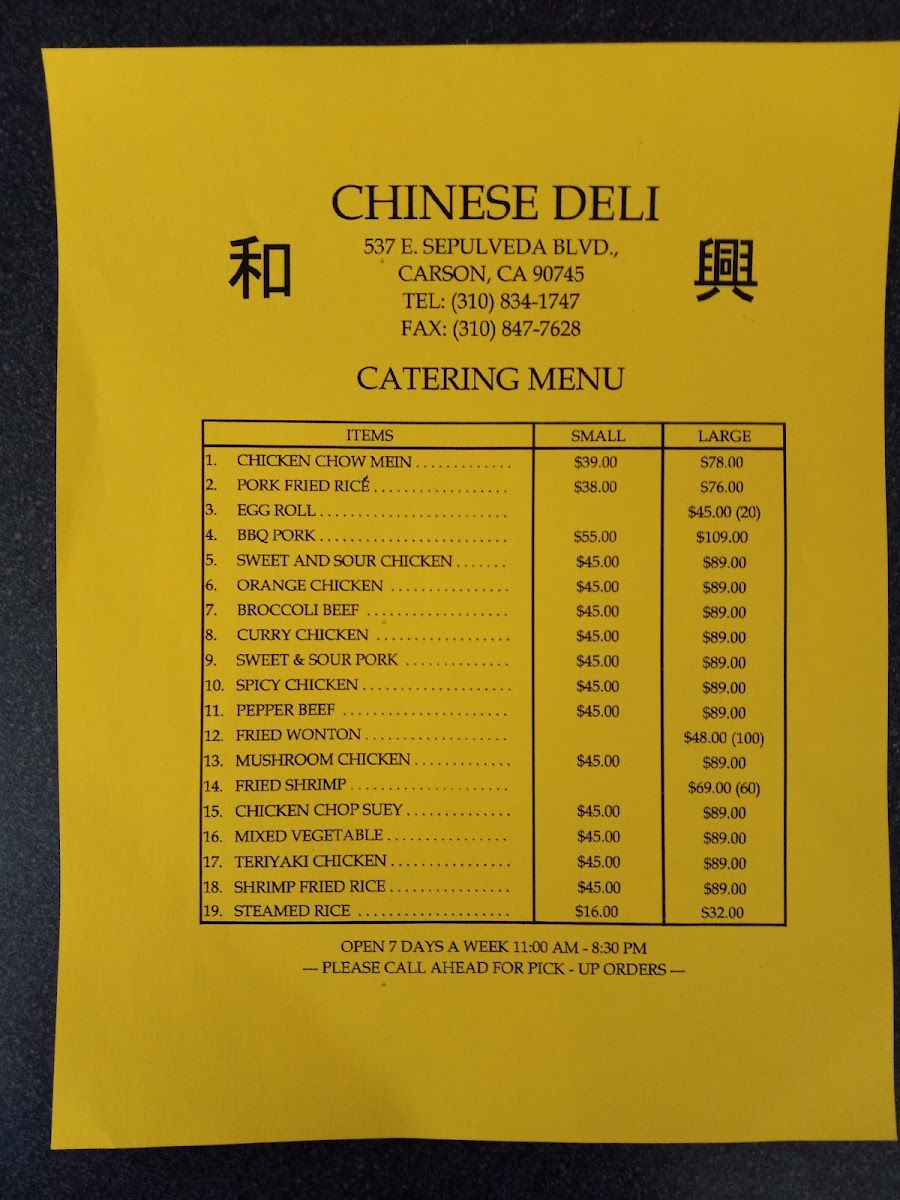 CHINESE DELI
和 興
537 E. SEPULVEDA BLVD.,
CARSON, CA 90745
TEL: (310) 834-1747
FAX: (310) 847-7628
CATERING MENU
ITEMS SMALL LARGE
1. CHICKEN CHOW MEIN ............. $39.00 $78.00
2. PORK FRIED RICE .................. $38.00 $76.00
3. EGG ROLL ......................... $45.00 (20)
4. BBQ PORK ......................... $55.00 $109.00
5. SWEET AND SOUR CHICKEN ....... $45.00 $89.00
6. ORANGE CHICKEN ................ $45.00 $89.00
7. BROCCOLI BEEF ................... $45.00 $89.00
8. CURRY CHICKEN .................. $45.00 $89.00
9. SWEET & SOUR PORK .............. $45.00 $89.00
10. SPICY CHICKEN .................... $45.00 $89.00
11. PEPPER BEEF ...................... $45.00 $89.00
12. FRIED WONTON ................... $48.00 (100)
13. MUSHROOM CHICKEN ............. $45.00 $89.00
14. FRIED SHRIMP ..................... $69.00 (60)
15. CHICKEN CHOP SUEY .............. $45.00 $89.00
16. MIXED VEGETABLE ................ $45.00 $89.00
17. TERIYAKI CHICKEN ................ $45.00 $89.00
18. SHRIMP FRIED RICE ................ $45.00 $89.00
19. STEAMED RICE .................... $16.00 $32.00
OPEN 7 DAYS A WEEK 11:00 AM - 8:30 PM
— PLEASE CALL AHEAD FOR PICK - UP ORDERS —